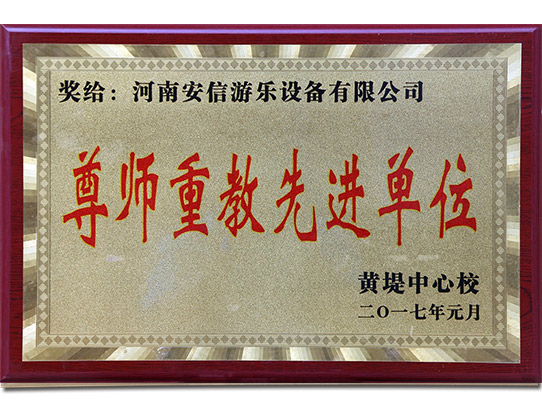 奖给：河南安信游乐设备有限公司
尊师重教先进单位
黄堤中心校
二O一七年元月